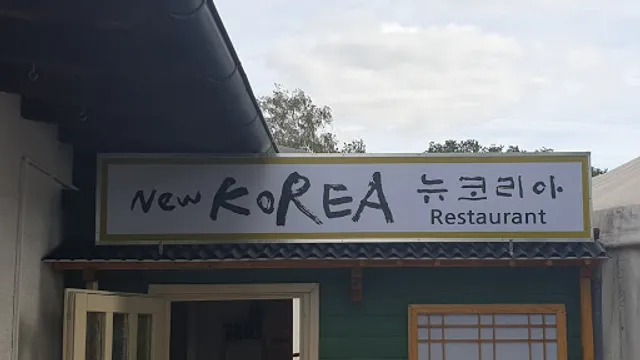 New KOREA 뉴코리아
Restaurant